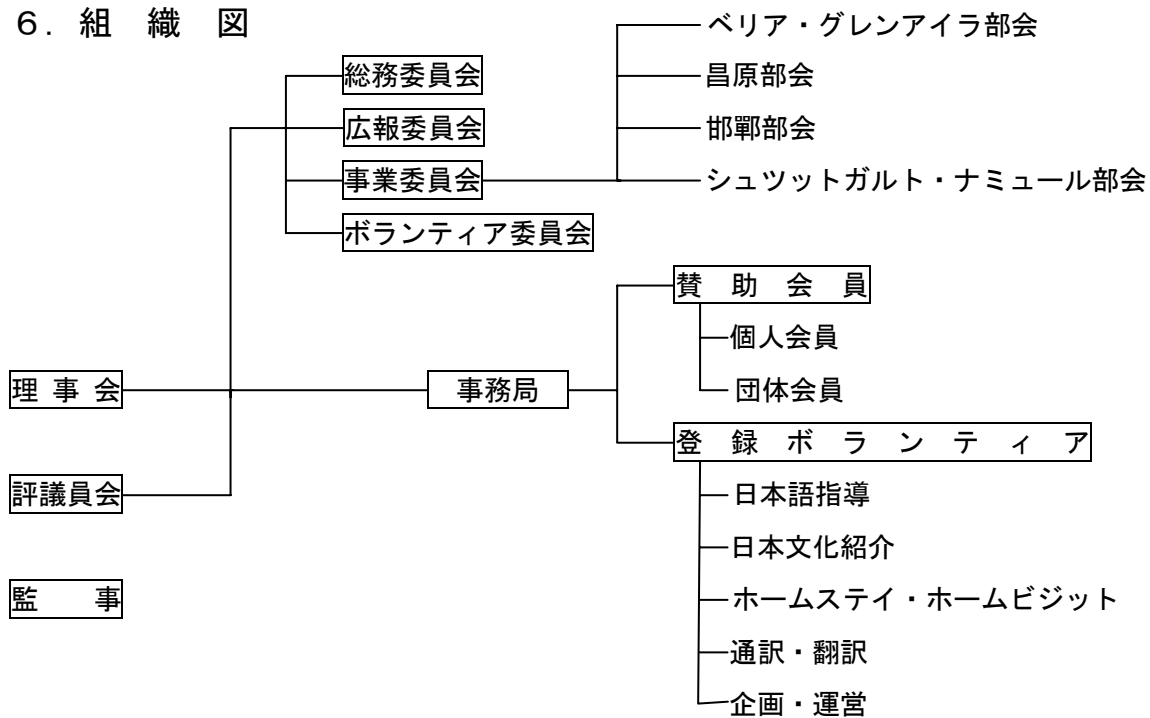 ６．組　織　図
総務委員会
広報委員会
事業委員会
ボランティア委員会
ベリア・グレンアイラ部会
昌原部会
邯鄲部会
シュツットガルト・ナミュール部会
理 事 会
評議員会
監　　事
事務局
賛　助　会　員
個人会員
団体会員
登　録　ボ　ラ　ン　テ　ィ　ア
日本語指導
日本文化紹介
ホームステイ・ホームビジット
通訳・翻訳
企画・運営